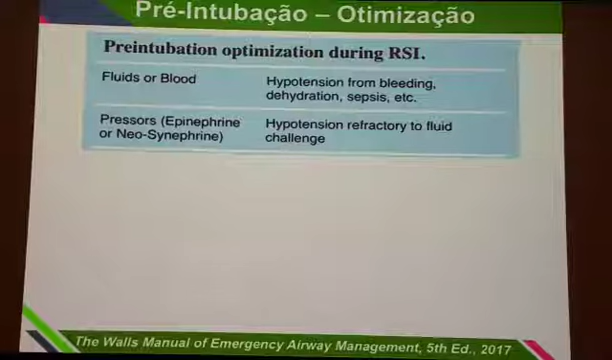 Pré-Intubação – Otimização
Preintubation optimization during RSI.
Fluids or Blood
Hypotension from bleeding,
dehydration, sepsis, etc.
Pressors (Epinephrine
or Neo-Synephrine)
Hypotension refractory to fluid
challenge
The Walls Manual of Emergency Airway Management, 5th Ed., 2017